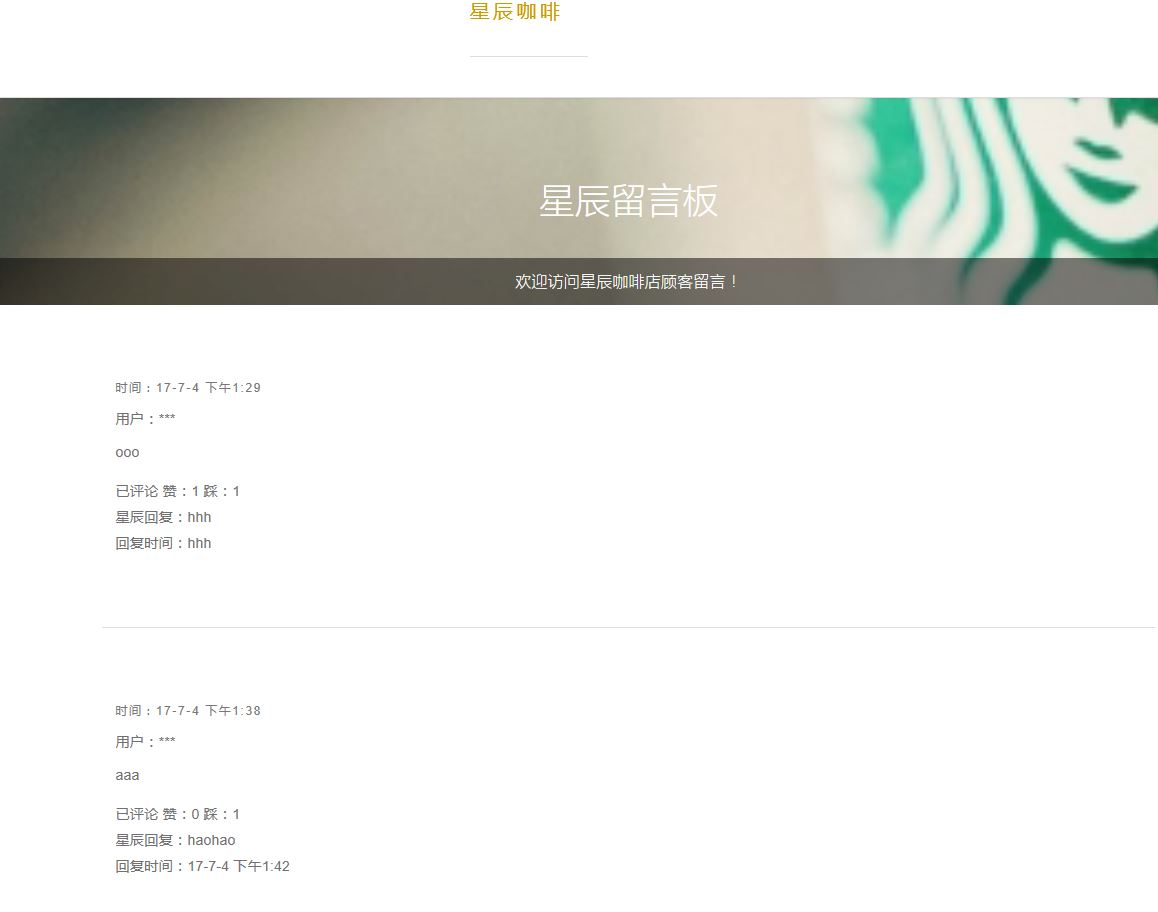 星辰咖啡
星辰留言板
欢迎访问星辰咖啡店顾客留言！
时间：17-7-4 下午1:29
用户：***
ooo
已评论 赞：1 踩：1
星辰回复：hhh
回复时间：hhh
时间：17-7-4 下午1:38
用户：***
aaa
已评论 赞：0 踩：1
星辰回复：haohao
回复时间：17-7-4 下午1:42